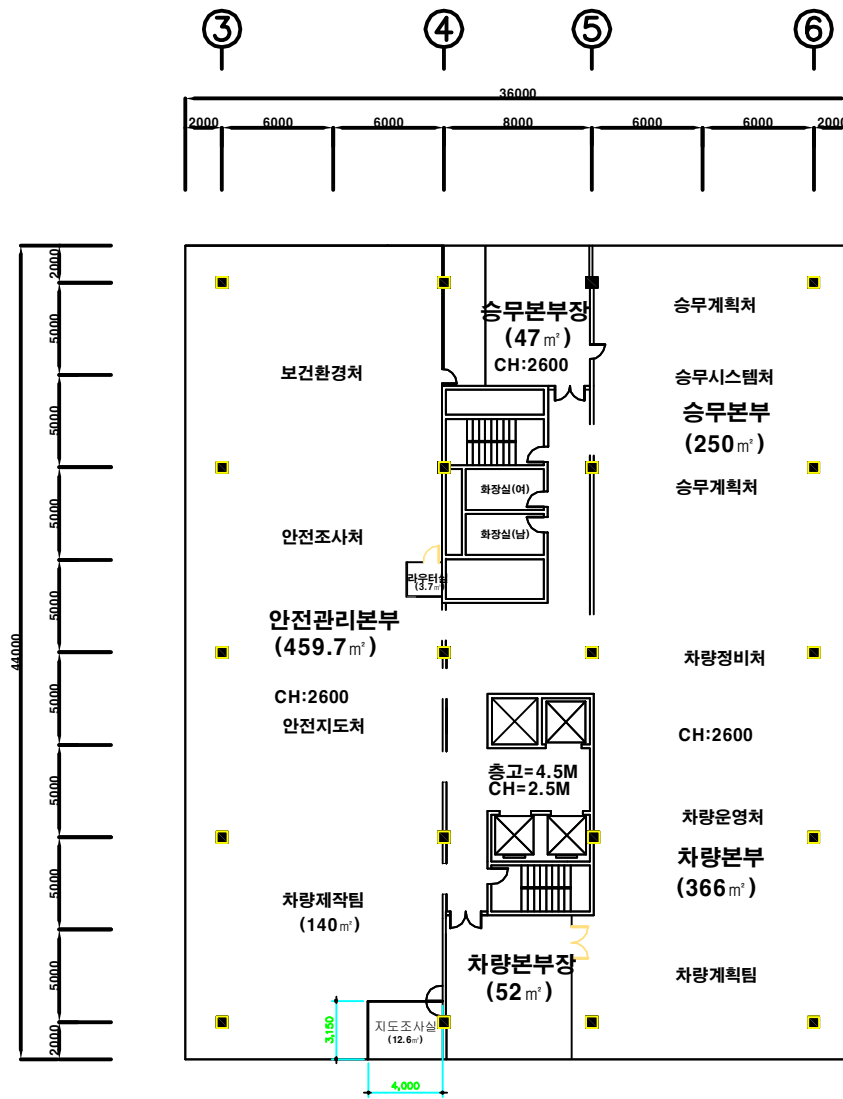 3 4 5 6
36000
2000 6000 6000 8000 6000 6000 2000
44000
2000
5000
5000
5000
5000
5000
5000
5000
5000
2000
승무본부장
(47㎡)
CH:2600
승무계획처
보건환경처
승무시스템처
승무본부
(250㎡)
화장실(여)
승무계획처
안전조사처
화장실(남)
라우터실
(3.7㎡)
안전관리본부
(459.7㎡)
차량정비처
CH:2600
안전지도처
CH:2600
층고=4.5M
CH=2.5M
차량운영처
차량본부
(366㎡)
차량제작팀
(140㎡)
차량본부장
(52㎡)
차량계획팀
지도조사실
(12.6㎡)
3,150
4,000